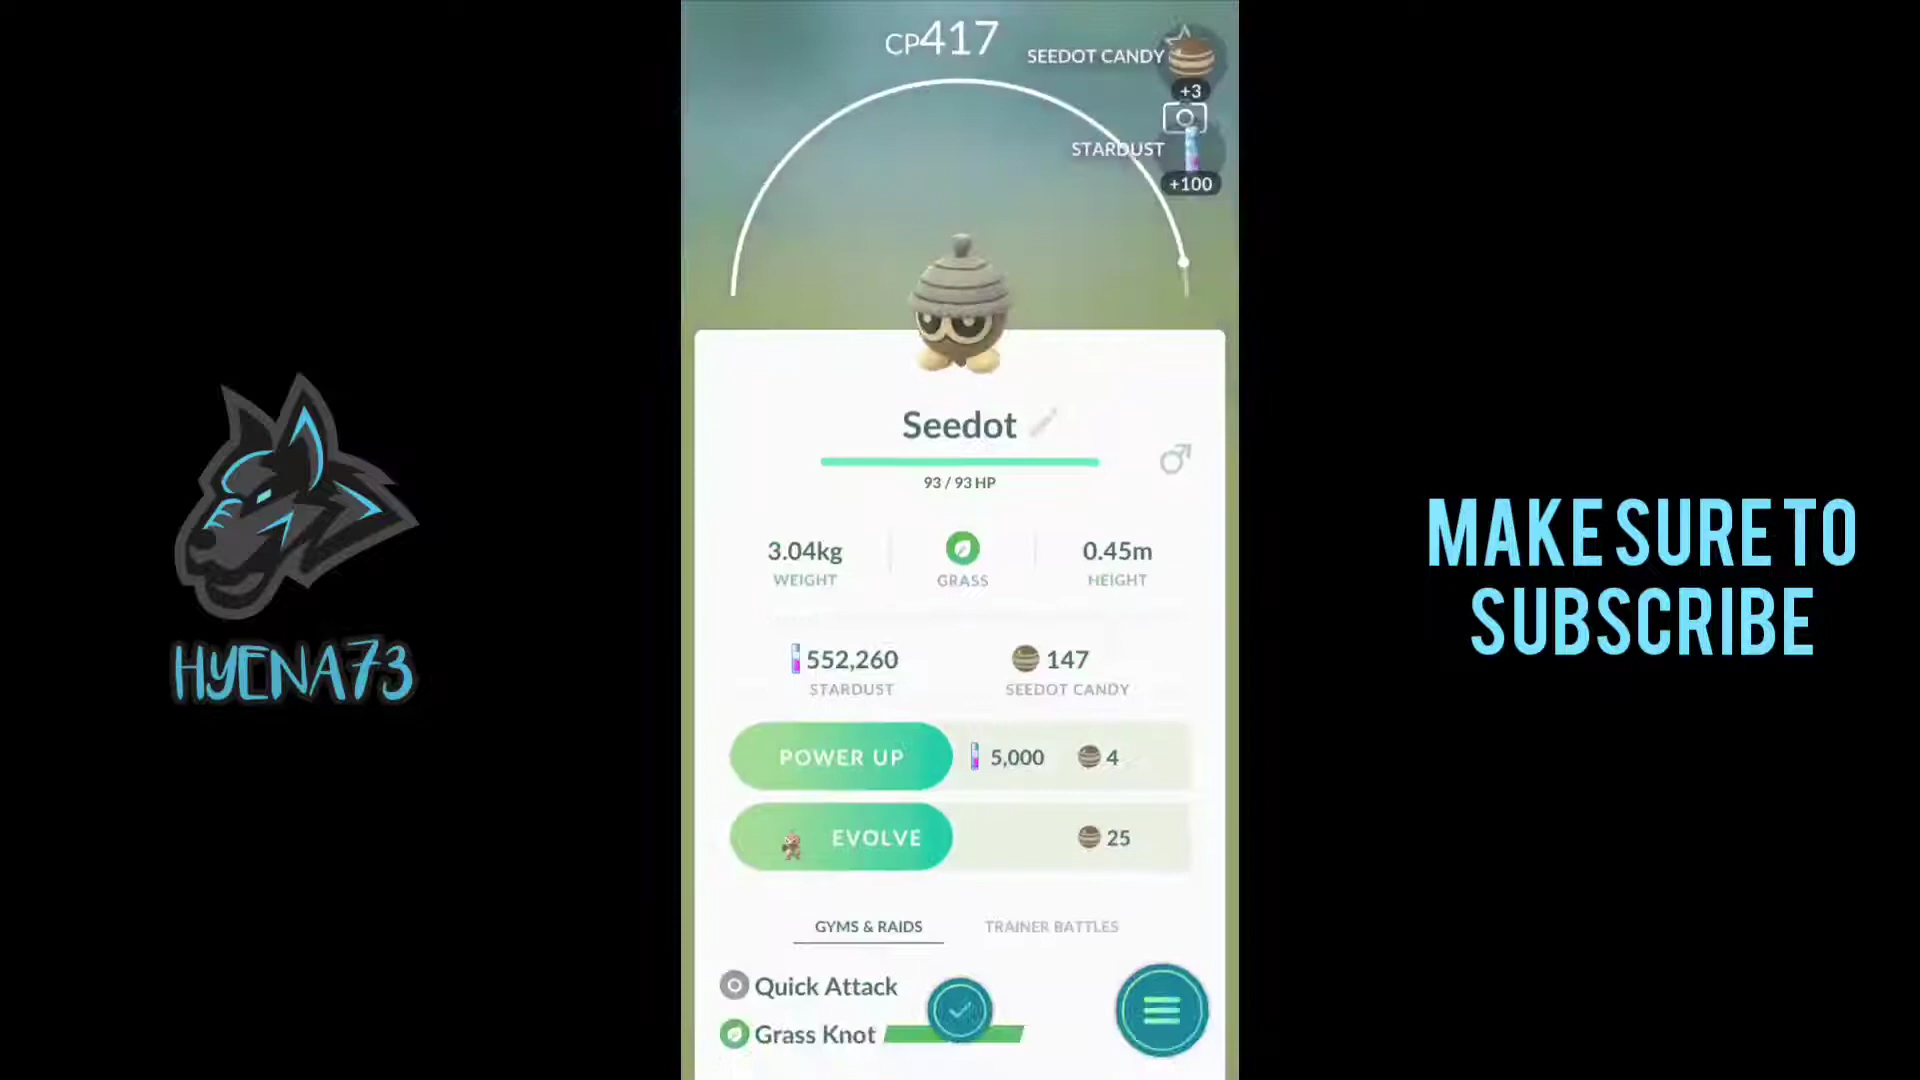 CP417
SEEDOT CANDY
+3
STARDUST
+100
Seedot
93 / 93 HP
3.04kg
WEIGHT
GRASS
0.45m
HEIGHT
552,260
STARDUST
147
SEEDOT CANDY
POWER UP 5,000 4
EVOLVE 25
GYMS & RAIDS TRAINER BATTLES
Quick Attack
Grass Knot
HYENA73
MAKE SURE TO
SUBSCRIBE